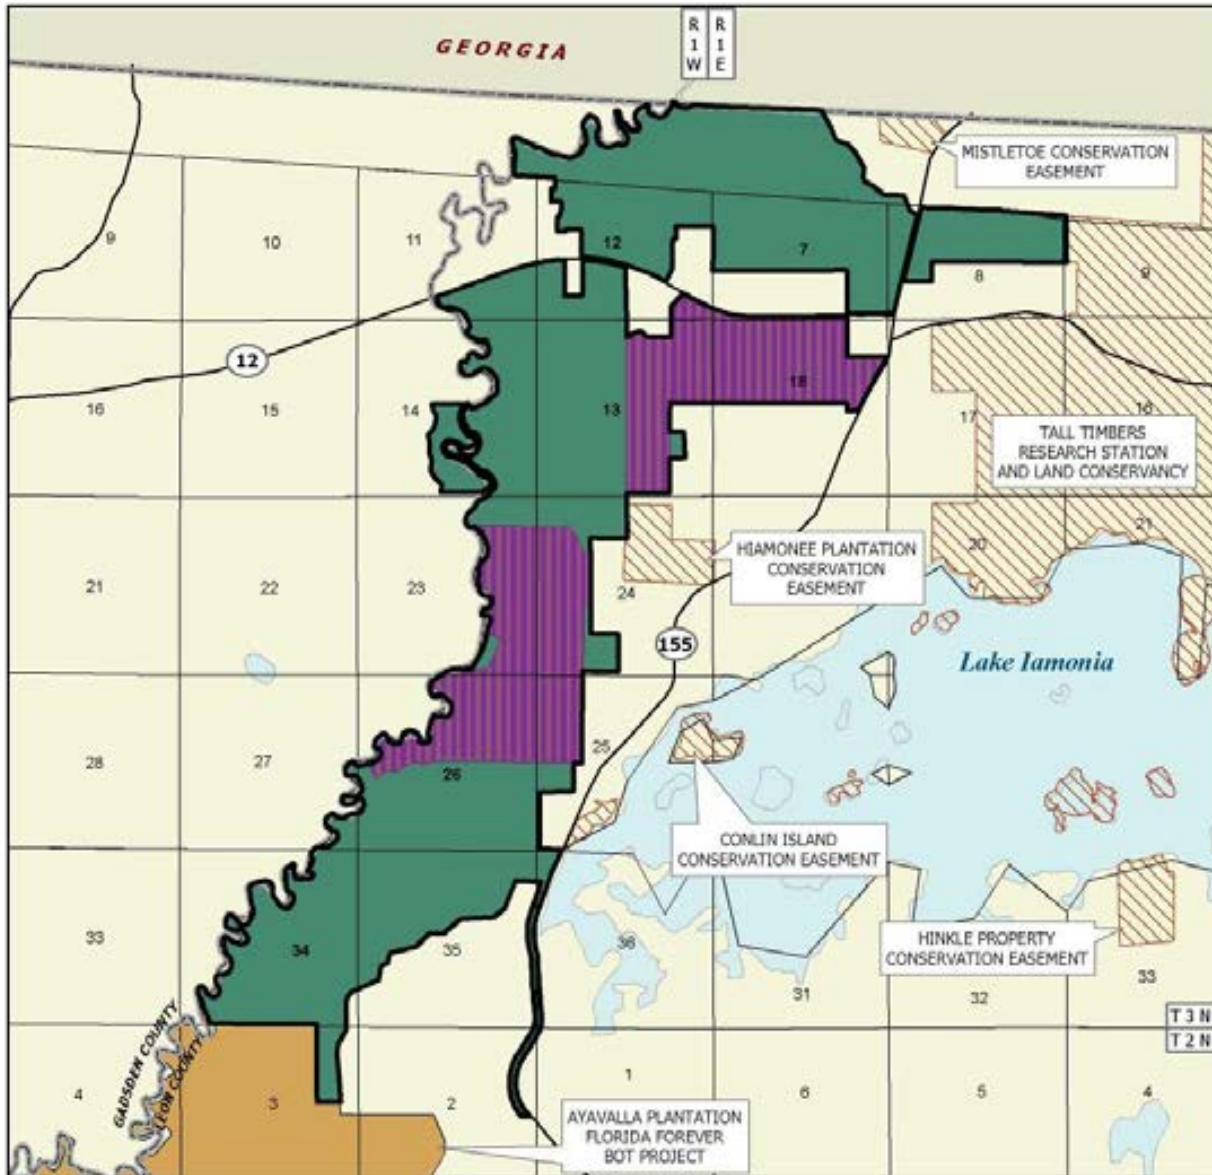 GEORGIA
R R
1 1
W E
MISTLETOE CONSERVATION
EASEMENT
9
10
11
12
7
8
9
12
16
15
14
13
18
17
16
TALL TIMBERS
RESEARCH STATION
AND LAND CONSERVANCY
21
22
23
24
HIAMONEE PLANTATION
CONSERVATION
EASEMENT
20
21
155
Lake Iamonia
28
27
26
25
CONLIN ISLAND
CONSERVATION EASEMENT
33
34
35
36
31
32
33
HINKLE PROPERTY
CONSERVATION EASEMENT
T 3 N
T 2 N
GADSDEN COUNTY
LEON COUNTY
4
3
2
1
6
5
4
AYAVALLA PLANTATION
FLORIDA FOREVER
BOT PROJECT